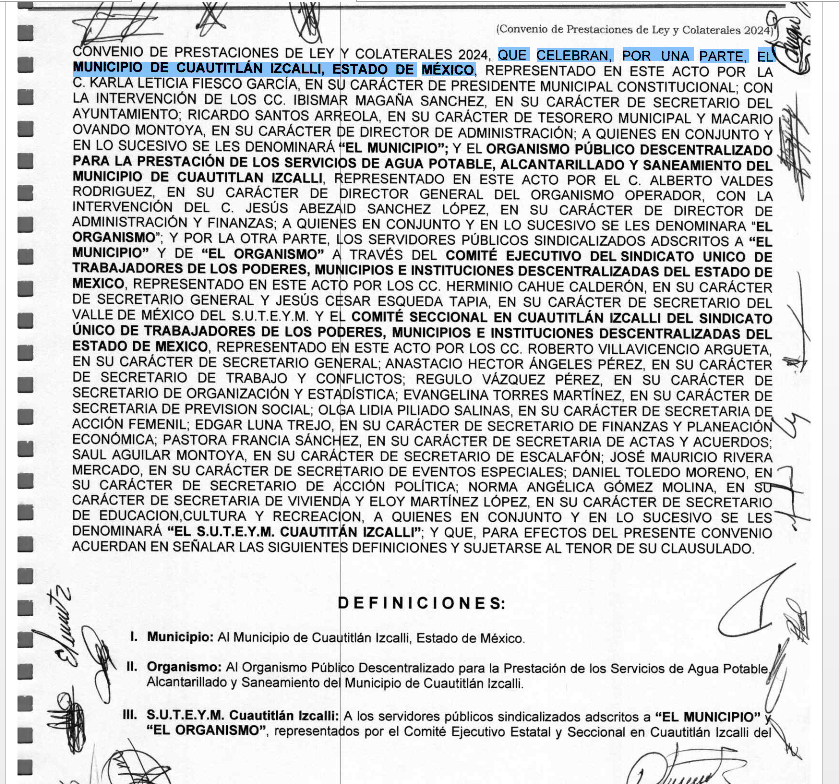 (Convenio de Prestaciones de Ley y Colaterales 2024)
CONVENIO DE PRESTACIONES DE LEY Y COLATERALES 2024, QUE CELEBRAN, POR UNA PARTE, EL
MUNICIPIO DE CUAUTITLÁN IZCALLI, ESTADO DE MÉXICO, REPRESENTADO EN ESTE ACTO POR LA
C. KARLA LETICIA FIESCO GARCÍA, EN SU CARÁCTER DE PRESIDENTE MUNICIPAL CONSTITUCIONAL; CON
LA INTERVENCIÓN DE LOS CC. IBISMAR MAGAÑA SANCHEZ, EN SU CARÁCTER DE SECRETARIO DEL
AYUNTAMIENTO; RICARDO SANTOS ARREOLA, EN SU CARÁCTER DE TESORERO MUNICIPAL Y MACARIO
OVANDO MONTOYA, EN SU CARÁCTER DE DIRECTOR DE ADMINISTRACIÓN; A QUIENES EN CONJUNTO Y
EN LO SUCESIVO SE LES DENOMINARÁ "EL MUNICIPIO"; Y EL ORGANISMO PÚBLICO DESCENTRALIZADO
PARA LA PRESTACIÓN DE LOS SERVICIOS DE AGUA POTABLE, ALCANTARILLADO Y SANEAMIENTO DEL
MUNICIPIO DE CUAUTITLAN IZCALLI, REPRESENTADO EN ESTE ACTO POR EL C. ALBERTO VALDES
RODRIGUEZ, EN SU CARÁCTER DE DIRECTOR GENERAL DEL ORGANISMO OPERADOR, CON LA
INTERVENCIÓN DEL C. JESÚS ABEZAID SANCHEZ LÓPEZ, EN SU CARÁCTER DE DIRECTOR DE
ADMINISTRACIÓN Y FINANZAS; A QUIENES EN CONJUNTO Y EN LO SUCESIVO SE LES DENOMINARA "EL
ORGANISMO"; Y POR LA OTRA PARTE, LOS SERVIDORES PÚBLICOS SINDICALIZADOS ADSCRITOS A "EL
MUNICIPIO" Y DE "EL ORGANISMO" A TRAVÉS DEL COMITÉ EJECUTIVO DEL SINDICATO UNICO DE
TRABAJADORES DE LOS PODERES, MUNICIPIOS E INSTITUCIONES DESCENTRALIZADAS DEL ESTADO DE
MEXICO, REPRESENTADO EN ESTE ACTO POR LOS CC. HERMINIO CAHUE CALDERÓN, EN SU CARÁCTER
DE SECRETARIO GENERAL Y JESÚS CESAR ESQUEDA TAPIA, EN SU CARÁCTER DE SECRETARIO DEL
VALLE DE MÉXICO DEL S.U.T.E.Y.M. Y EL COMITÉ SECCIONAL EN CUAUTITLÁN IZCALLI DEL SINDICATO
ÚNICO DE TRABAJADORES DE LOS PODERES, MUNICIPIOS E INSTITUCIONES DESCENTRALIZADAS DEL
ESTADO DE MEXICO, REPRESENTADO EN ESTE ACTO POR LOS CC. ROBERTO VILLAVICENCIO ARGUETA,
EN SU CARÁCTER DE SECRETARIO GENERAL; ANASTACIO HECTOR ÁNGELES PÉREZ, EN SU CARÁCTER
DE SECRETARIO DE TRABAJO Y CONFLICTOS; REGULO VÁZQUEZ PÉREZ, EN SU CARÁCTER DE
SECRETARIO DE ORGANIZACIÓN Y ESTADÍSTICA; EVANGELINA TORRES MARTÍNEZ, EN SU CARÁCTER DE
SECRETARIA DE PREVISION SOCIAL; OLGA LIDIA PILIADO SALINAS, EN SU CARÁCTER DE SECRETARIA DE
ACCIÓN FEMENIL; EDGAR LUNA TREJO, EN SU CARÁCTER DE SECRETARIO DE FINANZAS Y PLANEACIÓN
ECONÓMICA; PASTORA FRANCIA SÁNCHEZ, EN SU CARÁCTER DE SECRETARIA DE ACTAS Y ACUERDOS;
SAUL AGUILAR MONTOYA, EN SU CARÁCTER DE SECRETARIO DE ESCALAFÓN; JOSÉ MAURICIO RIVERA
MERCADO, EN SU CARÁCTER DE SECRETARIO DE EVENTOS ESPECIALES; DANIEL TOLEDO MORENO, EN
SU CARÁCTER DE SECRETARIO DE ACCIÓN POLÍTICA; NORMA ANGÉLICA GÓMEZ MOLINA, EN SU
CARÁCTER DE SECRETARIA DE VIVIENDA Y ELOY MARTÍNEZ LÓPEZ, EN SU CARÁCTER DE SECRETARIO
DE EDUCACION,CULTURA Y RECREACION, A QUIENES EN CONJUNTO Y EN LO SUCESIVO SE LES
DENOMINARÁ "EL S.U.T.E.Y.M. CUAUTITÁN IZCALLI"; Y QUE, PARA EFECTOS DEL PRESENTE CONVENIO
ACUERDAN EN SEÑALAR LAS SIGUIENTES DEFINICIONES Y SUJETARSE AL TENOR DE SU CLAUSULADO.
DEFINICIONES:
I. Municipio: Al Municipio de Cuautitlán Izcalli, Estado de México.
II. Organismo: Al Organismo Público Descentralizado para la Prestación de los Servicios de Agua Potable,
Alcantarillado y Saneamiento del Municipio de Cuautitlán Izcalli.
III. S.U.T.E.Y.M. Cuautitlán Izcalli: A los servidores públicos sindicalizados adscritos a "EL MUNICIPIO" y
"EL ORGANISMO", representados por el Comité Ejecutivo Estatal y Seccional en Cuautitlán Izcalli del